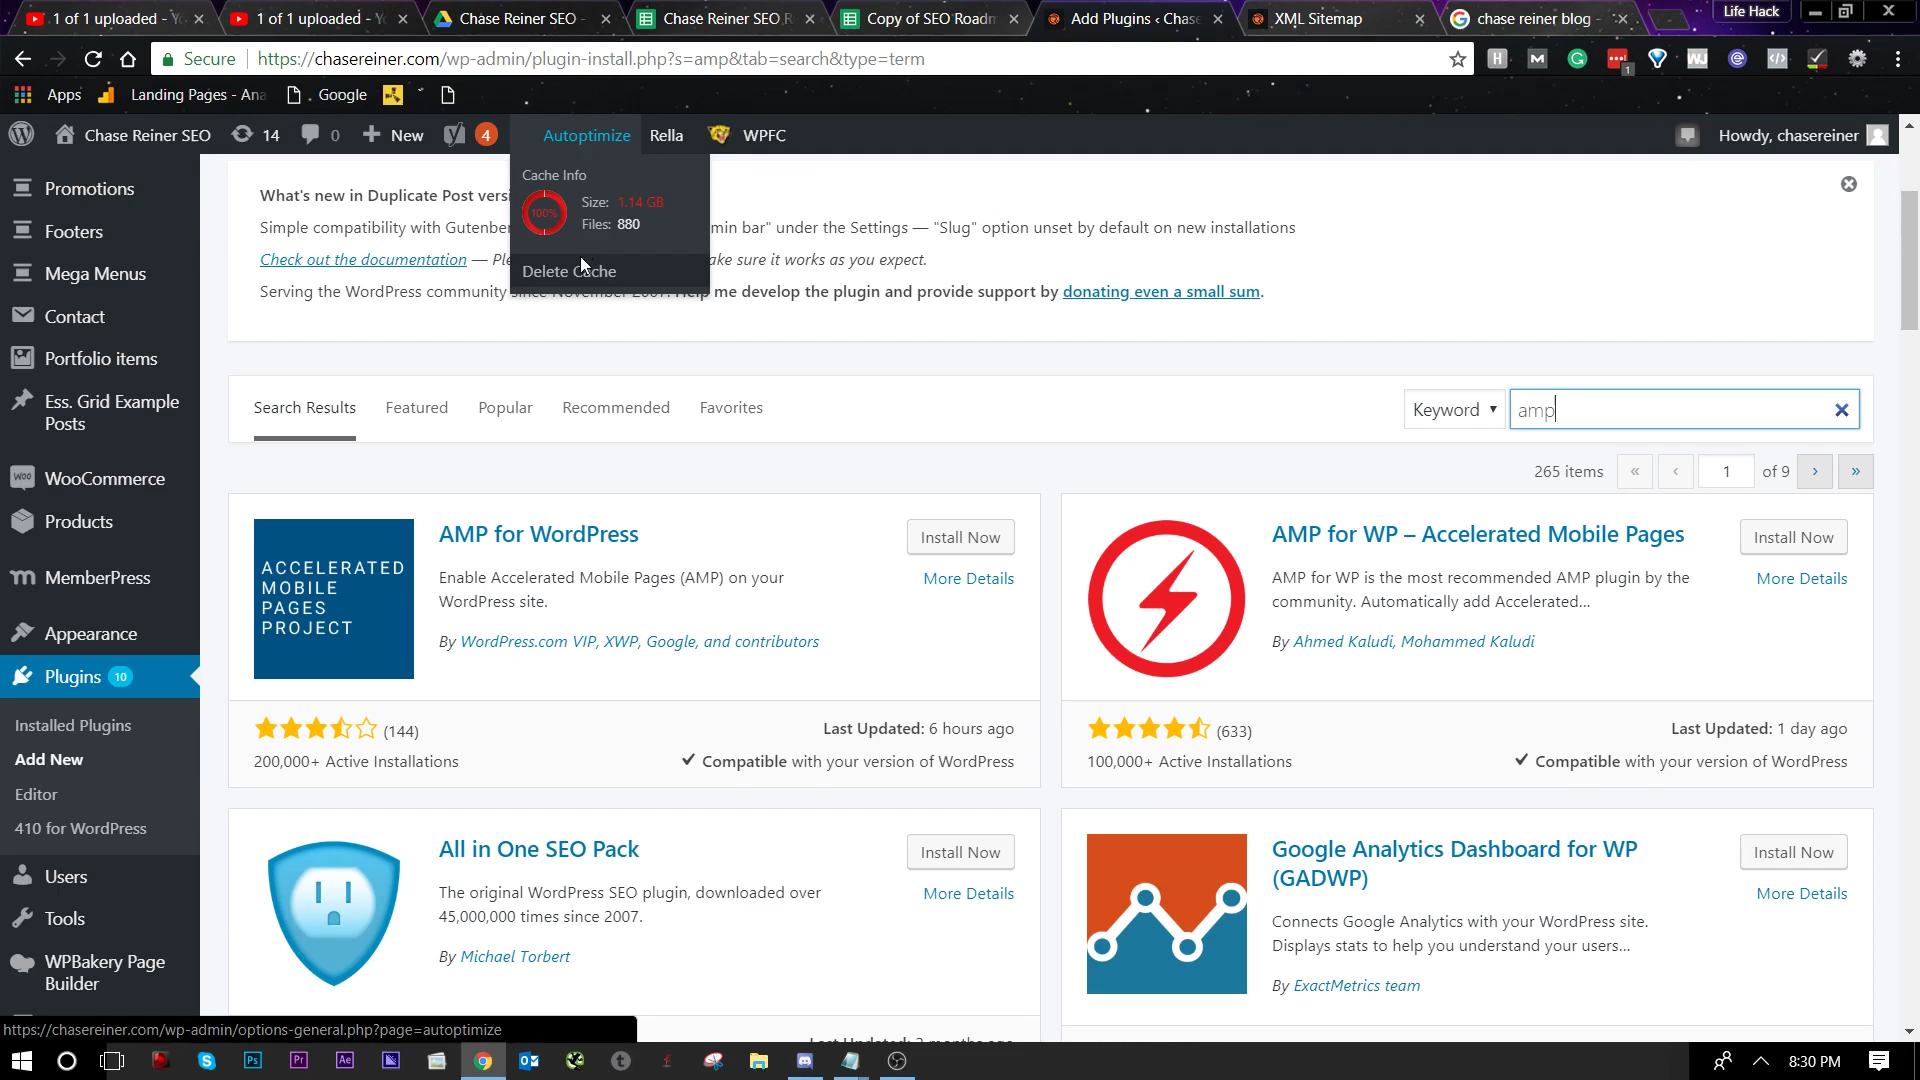 1 of 1 uploaded - Yo
1 of 1 uploaded - Yo
Chase Reiner SEO -
Chase Reiner SEO R
Copy of SEO Roadm
Add Plugins ‹ Chase
XML Sitemap
chase reiner blog -
Life Hack
Secure
https://chasereiner.com/wp-admin/plugin-install.php?s=amp&tab=search&type=term
1
Apps
Landing Pages - Ana
Google
Chase Reiner SEO
14
0
New
4
Autoptimize
Rella
WPFC
Howdy, chasereiner
Promotions
Footers
Mega Menus
Contact
Portfolio items
Ess. Grid Example
Posts
WooCommerce
Products
MemberPress
Appearance
Plugins 10
Installed Plugins
Add New
Editor
410 for WordPress
Users
Tools
WPBakery Page
Builder
Cache Info
100%
Size: 1.14 GB
Files: 880
Delete Cache
What's new in Duplicate Post versi
Simple compatibility with Gutenber
min bar" under the Settings — "Slug" option unset by default on new installations
Check out the documentation — Ple
ake sure it works as you expect.
Serving the WordPress community since November 2007. Help me develop the plugin and provide support by donating even a small sum.
Search Results
Featured
Popular
Recommended
Favorites
Keyword
amp
265 items
«
‹
1
of 9
›
»
ACCELERATED
MOBILE
PAGES
PROJECT
AMP for WordPress
Install Now
More Details
Enable Accelerated Mobile Pages (AMP) on your
WordPress site.
By WordPress.com VIP, XWP, Google, and contributors
(144)
Last Updated: 6 hours ago
200,000+ Active Installations
Compatible with your version of WordPress
AMP for WP – Accelerated Mobile Pages
Install Now
More Details
AMP for WP is the most recommended AMP plugin by the
community. Automatically add Accelerated...
By Ahmed Kaludi, Mohammed Kaludi
(633)
Last Updated: 1 day ago
100,000+ Active Installations
Compatible with your version of WordPress
All in One SEO Pack
Install Now
More Details
The original WordPress SEO plugin, downloaded over
45,000,000 times since 2007.
By Michael Torbert
Google Analytics Dashboard for WP
(GADWP)
Install Now
More Details
Connects Google Analytics with your WordPress site.
Displays stats to help you understand your users...
By ExactMetrics team
https://chasereiner.com/wp-admin/options-general.php?page=autoptimize
8:30 PM